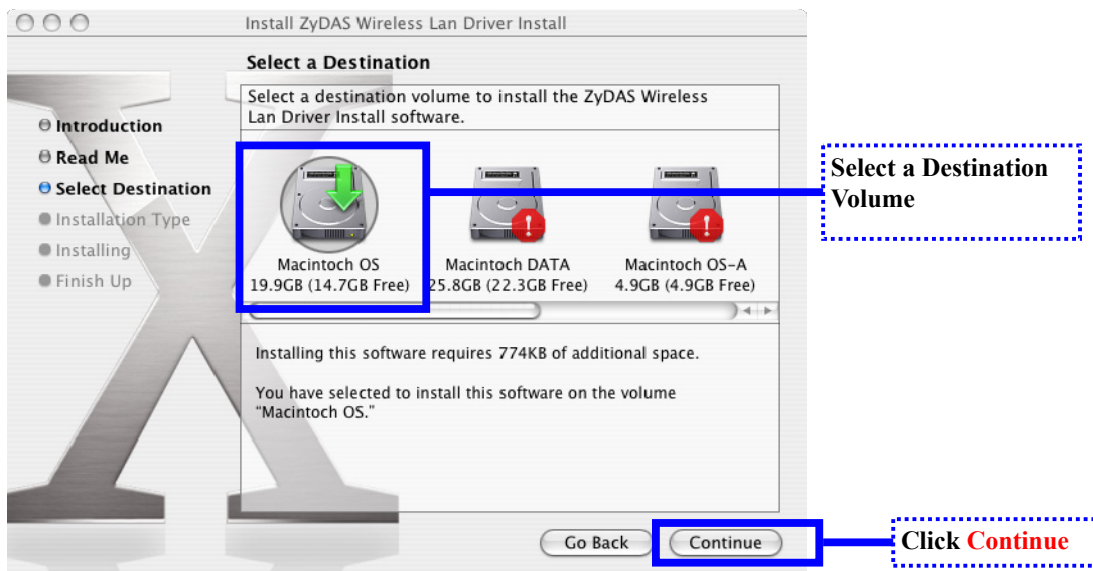 Install ZyDAS Wireless Lan Driver Install
Select a Destination
Select a destination volume to install the ZyDAS Wireless
Lan Driver Install software.
Introduction
Read Me
Select Destination
Installation Type
Installing
Finish Up
Macintoch OS
19.9GB (14.7GB Free)
Macintoch DATA
25.8GB (22.3GB Free)
Macintoch OS-A
4.9GB (4.9GB Free)
Installing this software requires 774KB of additional space.
You have selected to install this software on the volume
“Macintoch OS.”
Go Back
Continue
Select a Destination
Volume
Click Continue